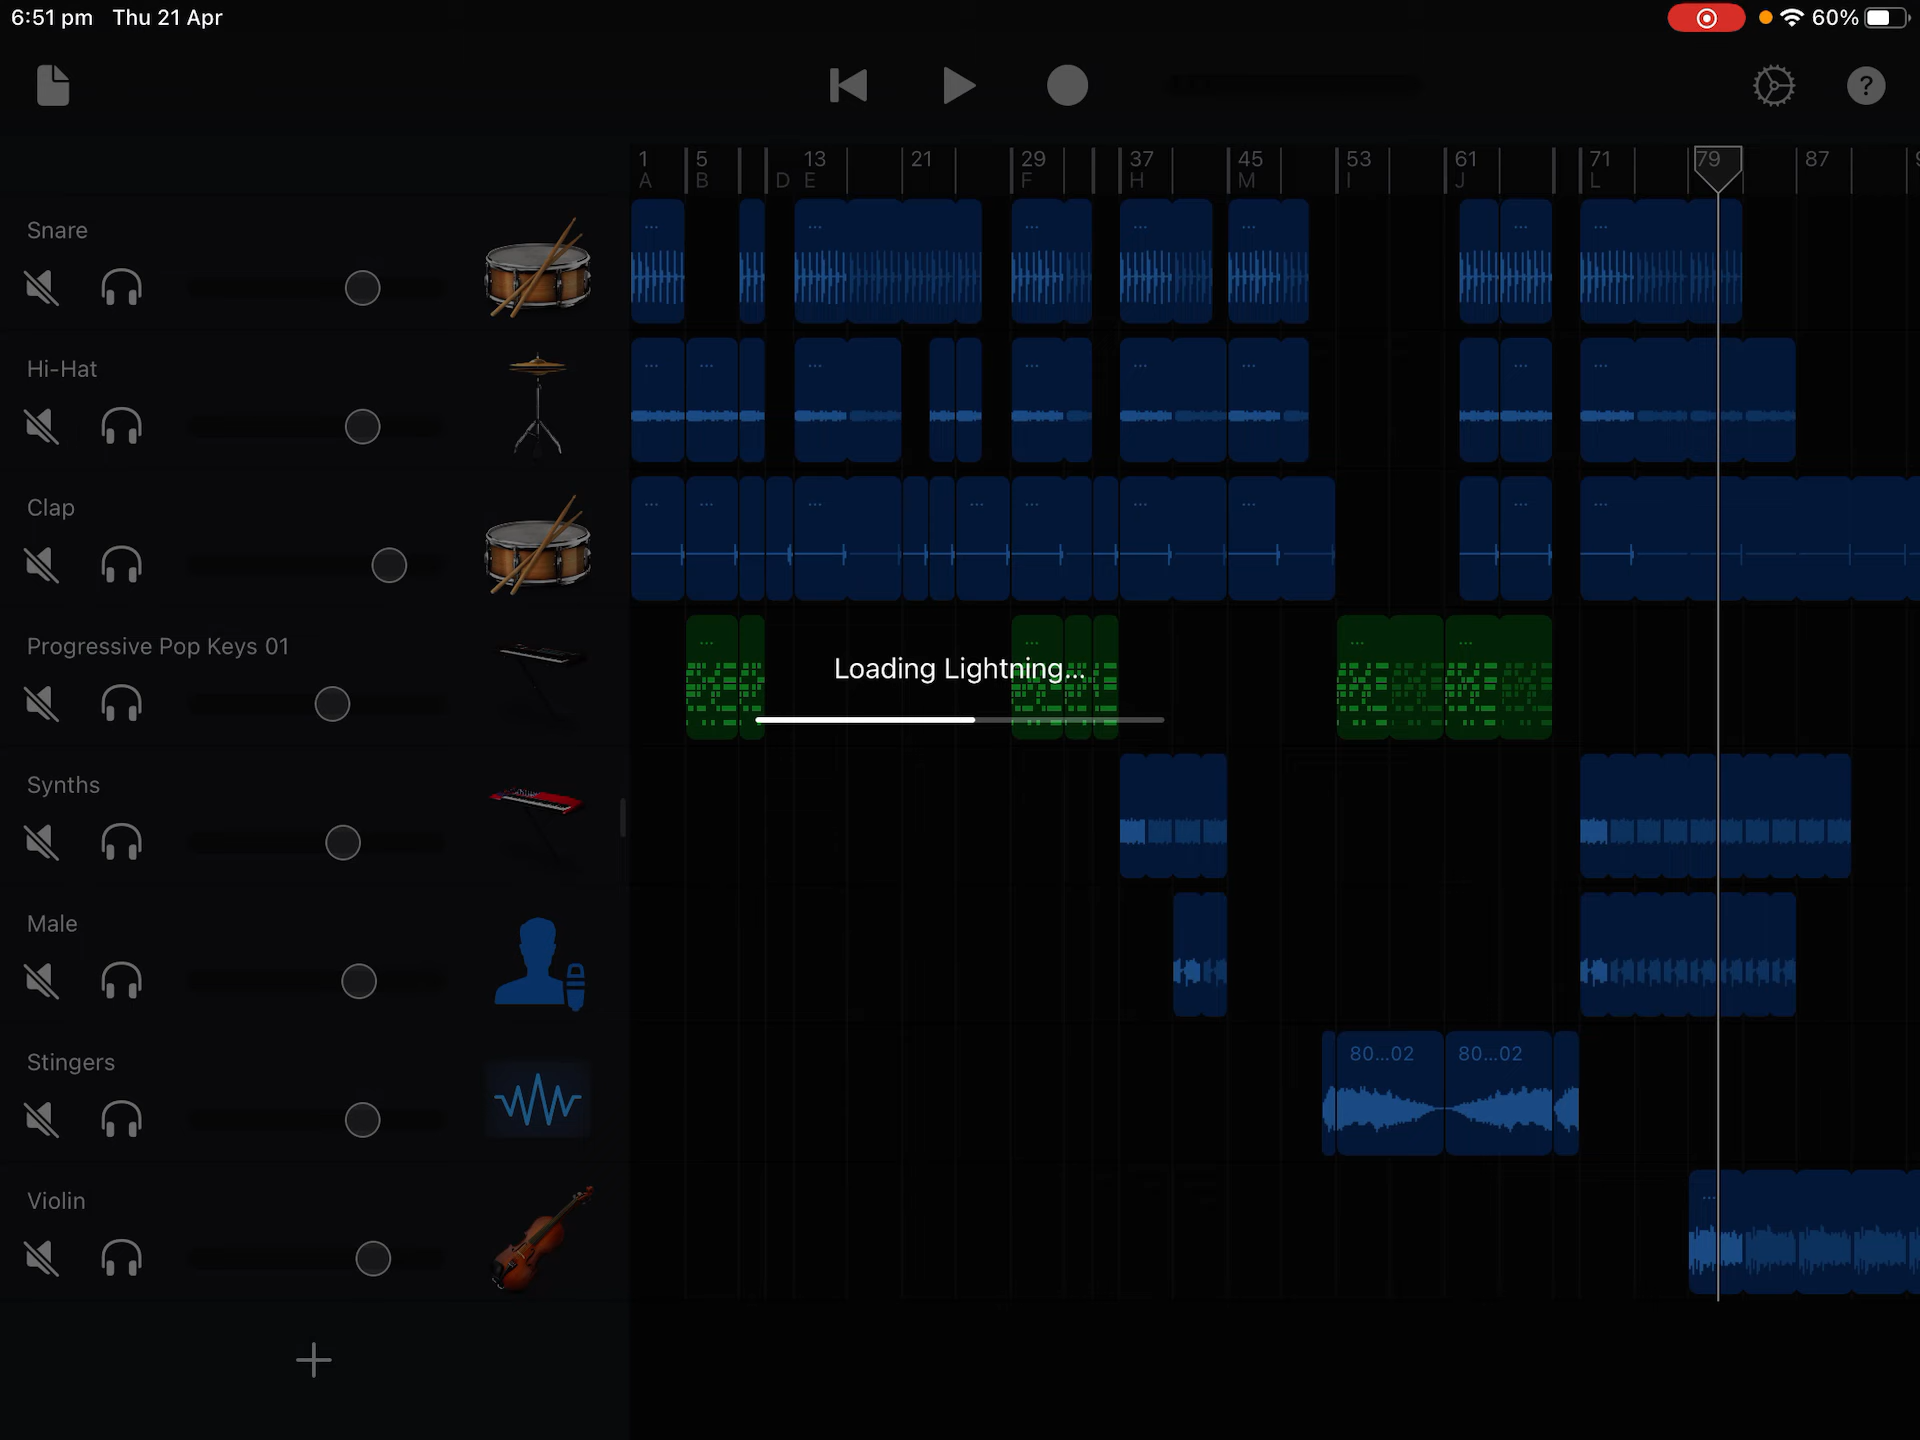 6:51 pm Thu 21 Apr
60%
?
1 5 13 21 29 37 45 53 61 71 79 87
A B D E F H M I J L
Snare
Hi-Hat
Clap
Progressive Pop Keys 01
Loading Lightning...
Synths
Male
Stingers
80...02 80...02
Violin